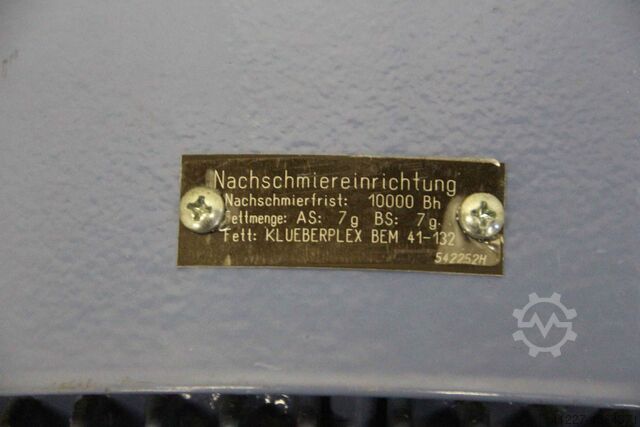 Nachschmiereinrichtung
Nachschmierfrist: 10000 Bh
Fettmenge: AS: 7g BS: 7g
Fett: KLUEBERPLEX BEM 41-132
542252H